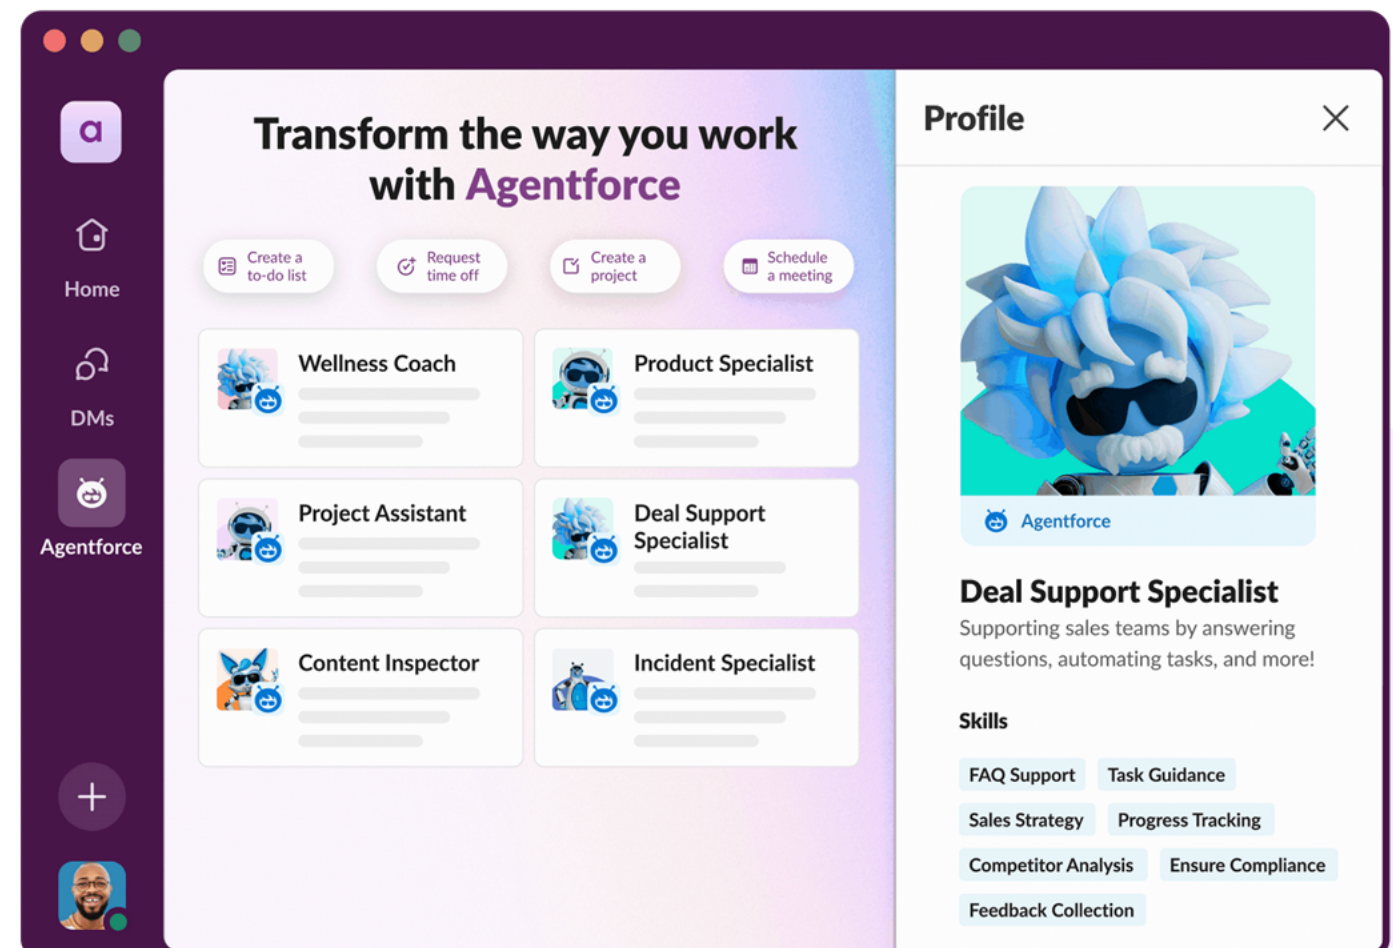 a
Home
DMs
Agentforce
Transform the way you work
with Agentforce
Create a
to-do list
Request
time off
Create a
project
Schedule
a meeting
Wellness Coach
Product Specialist
Project Assistant
Deal Support
Specialist
Content Inspector
Incident Specialist
Profile
Agentforce
Deal Support Specialist
Supporting sales teams by answering
questions, automating tasks, and more!
Skills
FAQ Support
Task Guidance
Sales Strategy
Progress Tracking
Competitor Analysis
Ensure Compliance
Feedback Collection